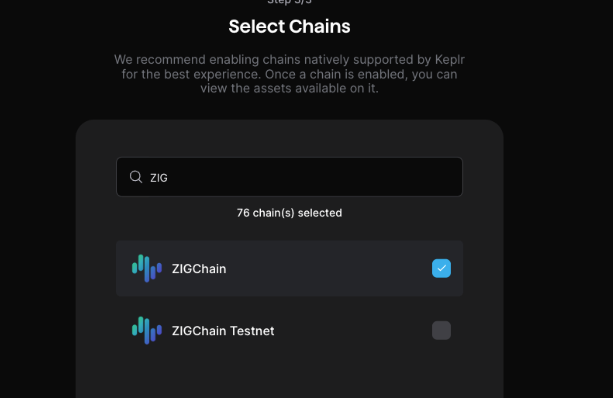 Step 3/3
Select Chains
We recommend enabling chains natively supported by Keplr
for the best experience. Once a chain is enabled, you can
view the assets available on it.
ZIG
76 chain(s) selected
ZIGChain
ZIGChain Testnet